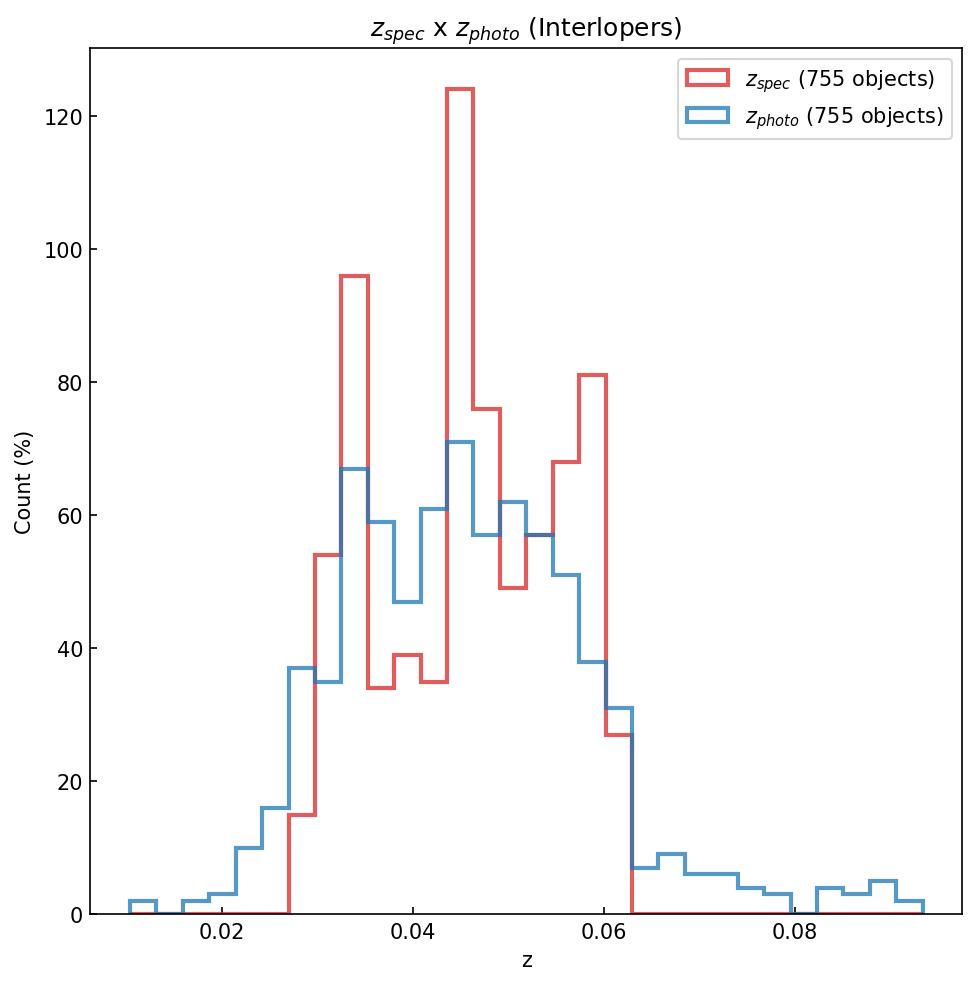 z_spec x z_photo (Interlopers)
z_spec (755 objects)
z_photo (755 objects)
Count (%)
120
100
80
60
40
20
0
0.02 0.04 0.06 0.08
z